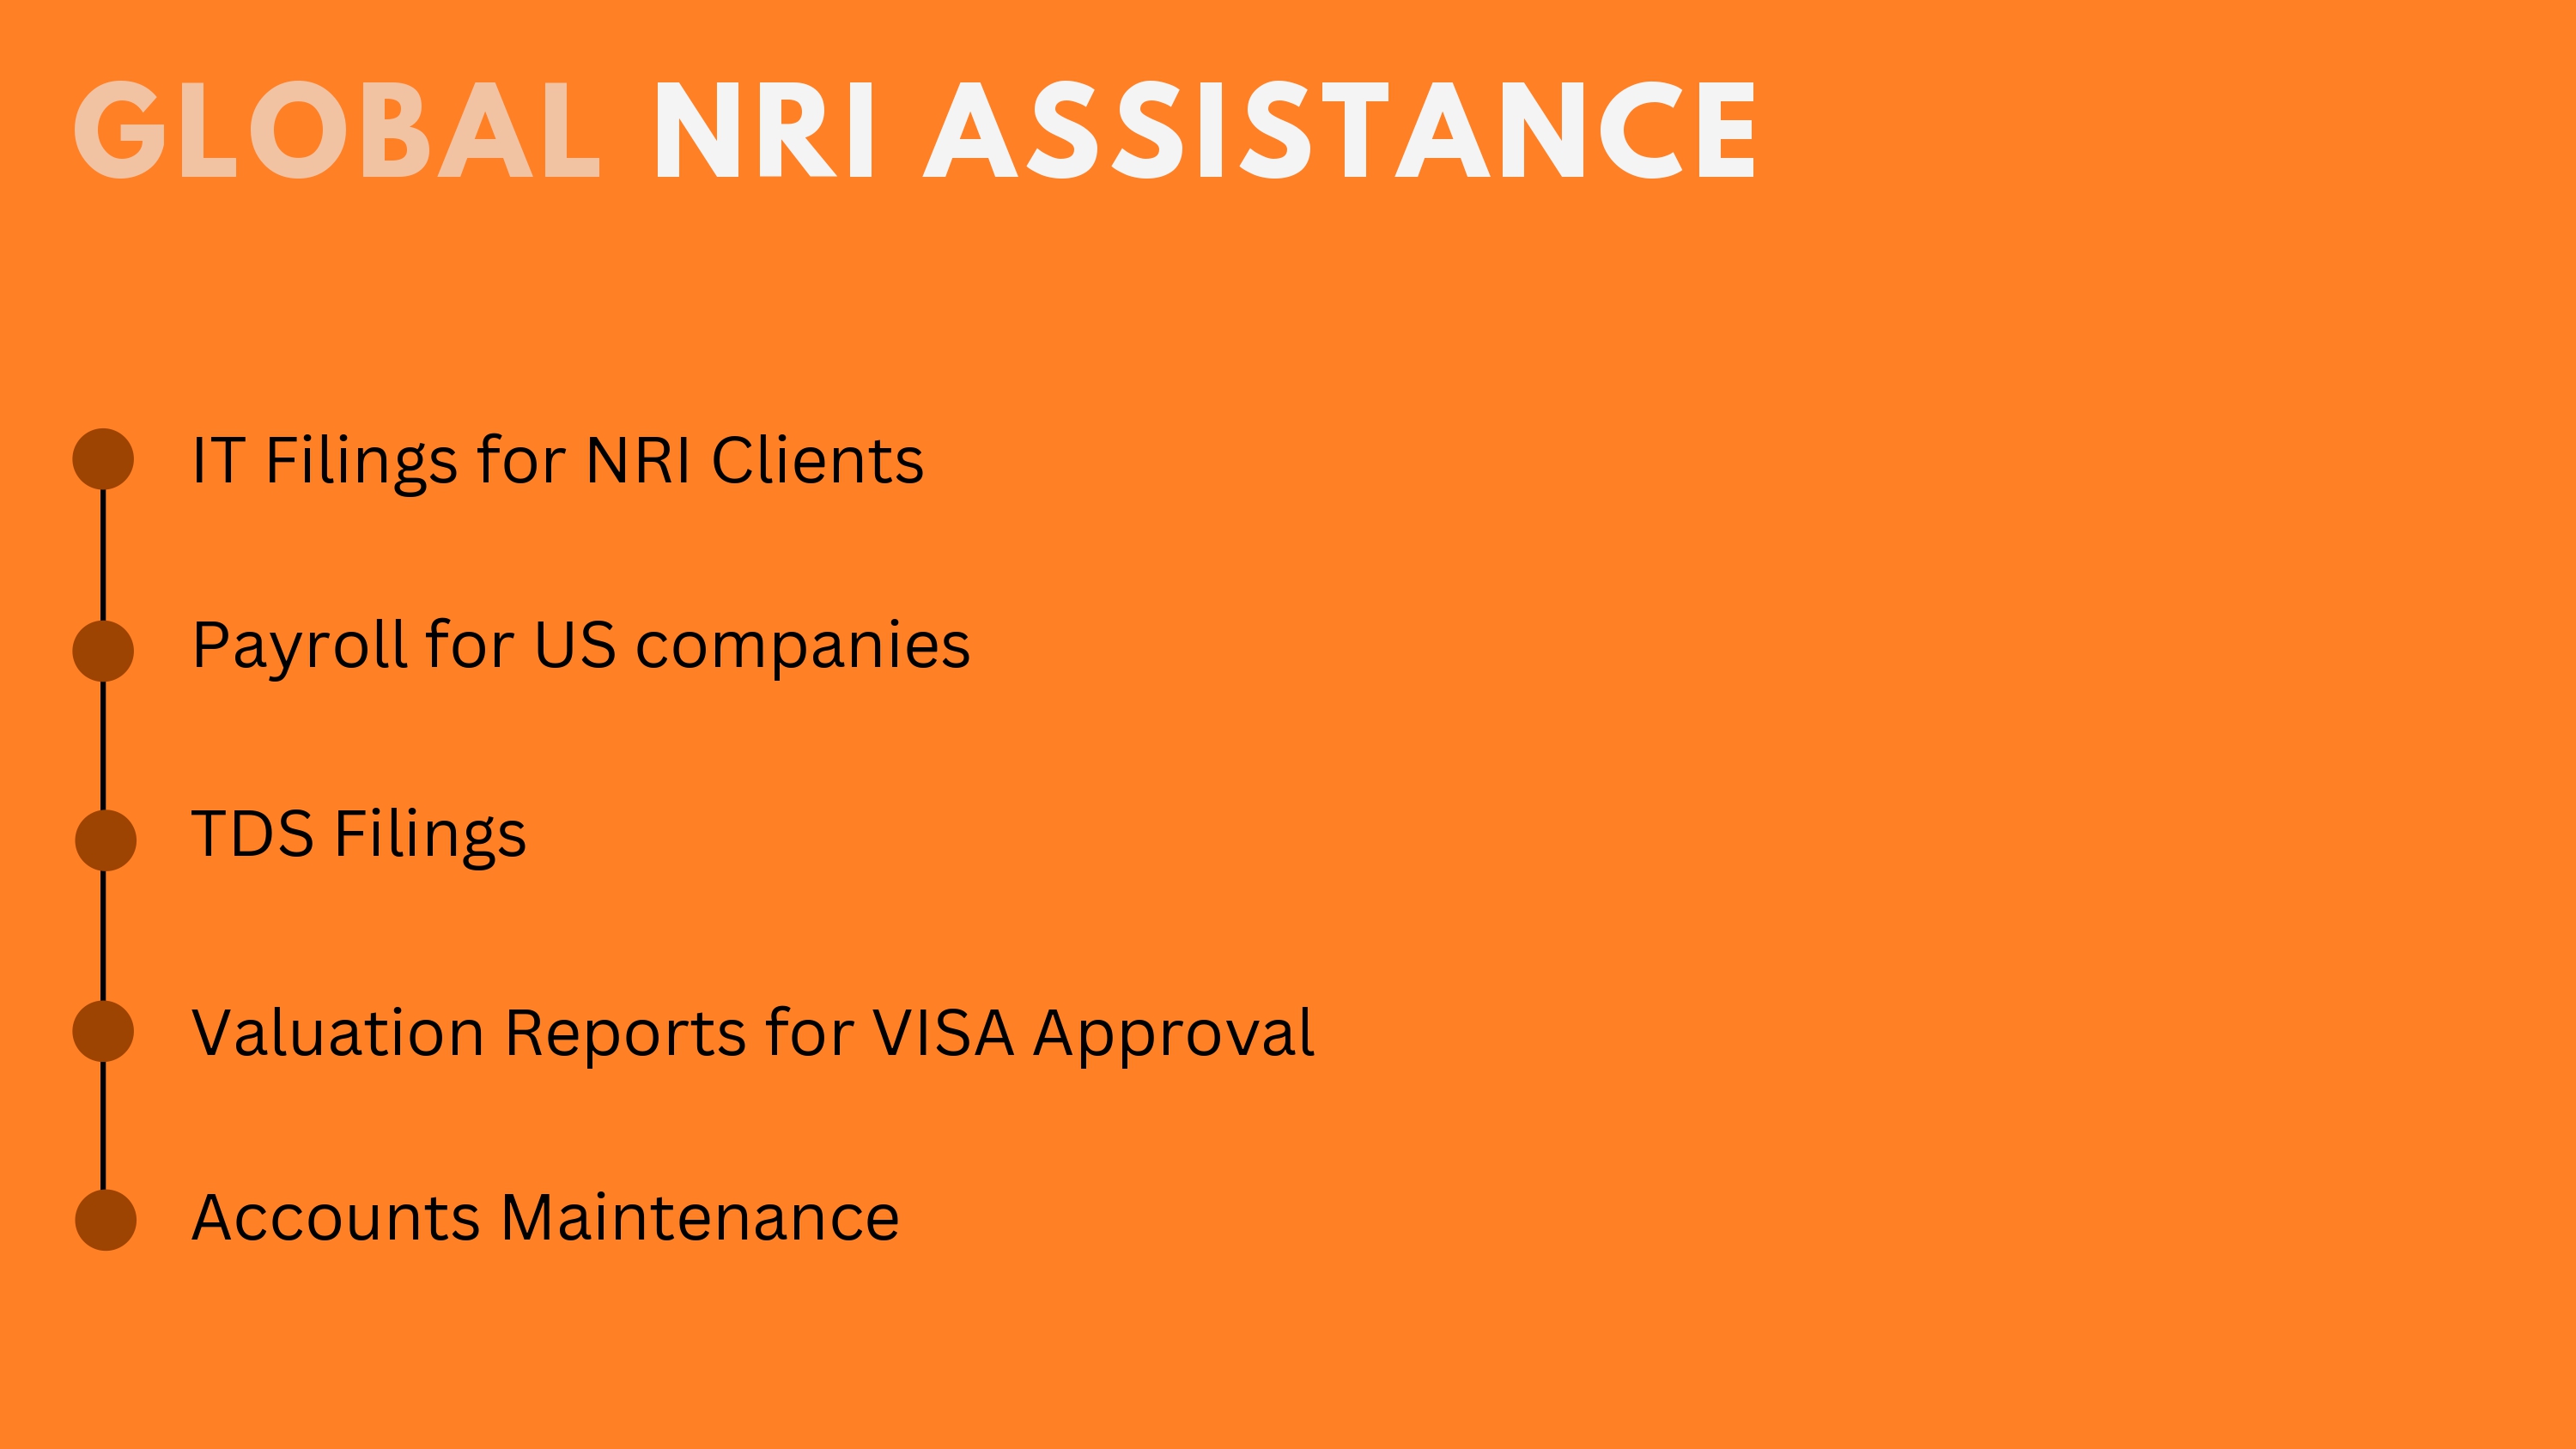 GLOBAL NRI ASSISTANCE
IT Filings for NRI Clients
Payroll for US companies
TDS Filings
Valuation Reports for VISA Approval
Accounts Maintenance